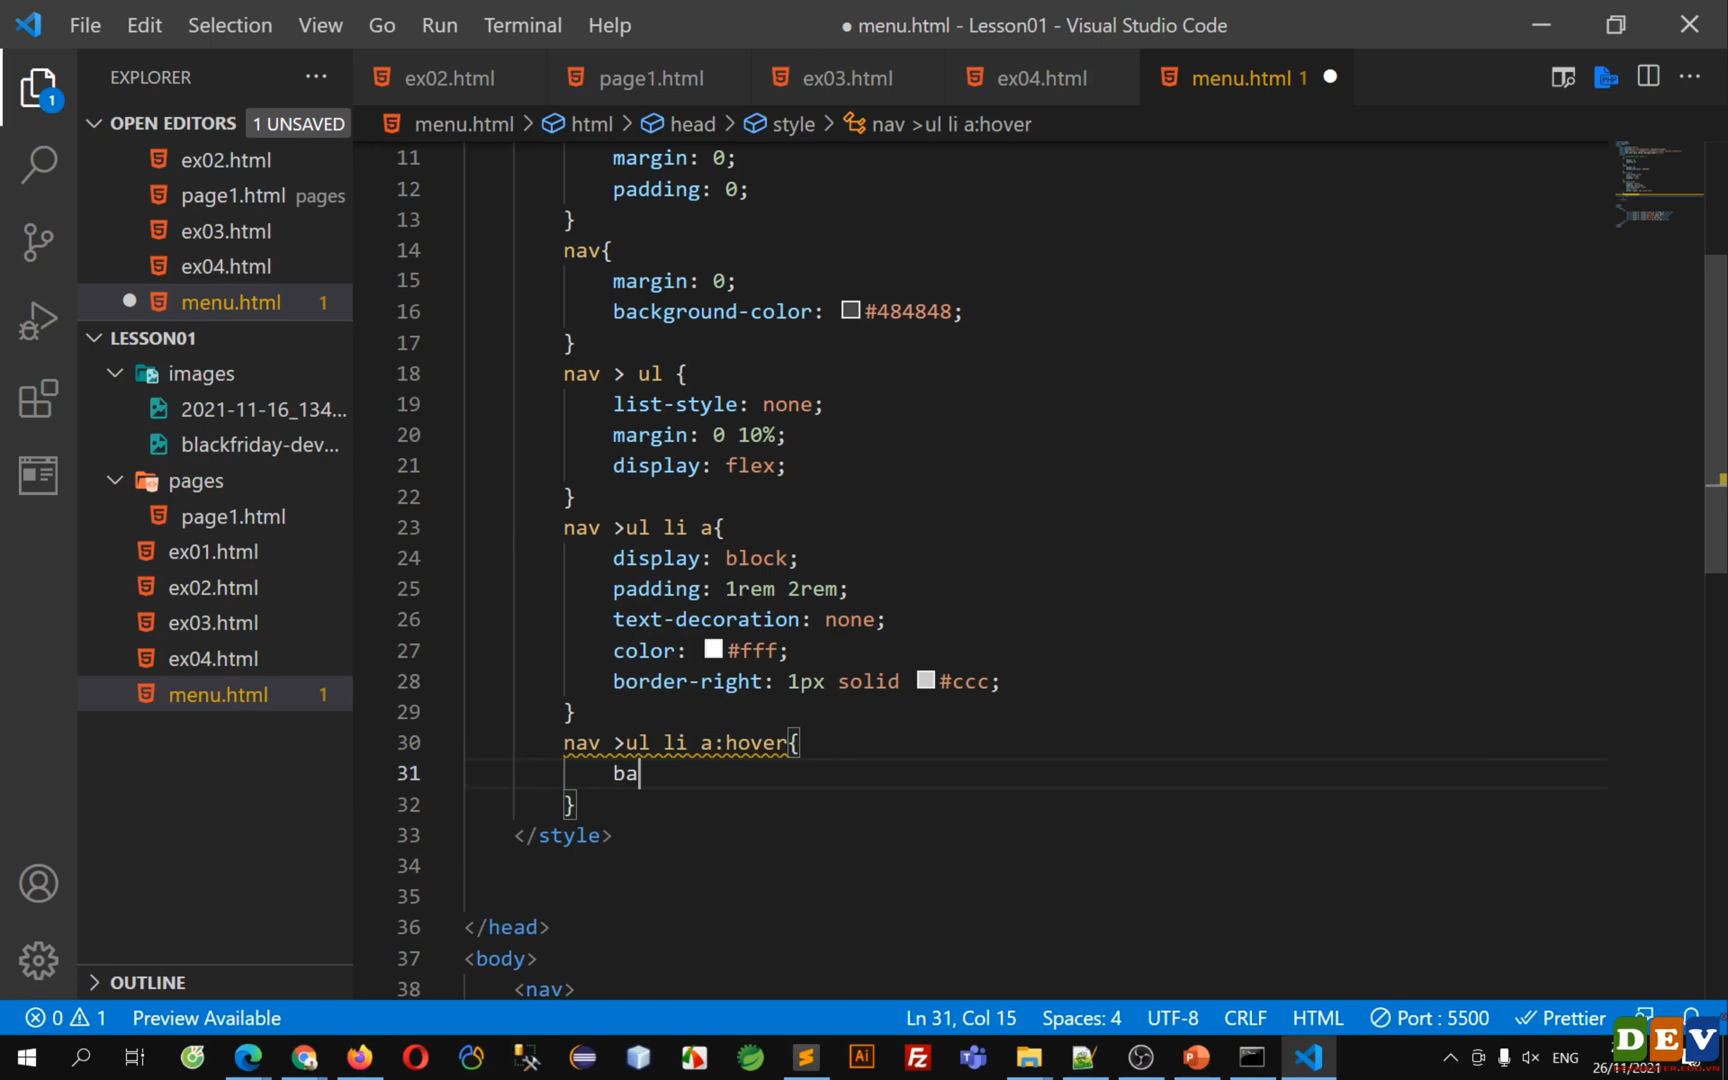 File Edit Selection View Go Run Terminal Help
● menu.html - Lesson01 - Visual Studio Code
EXPLORER
ex02.html page1.html ex03.html ex04.html menu.html 1
OPEN EDITORS 1 UNSAVED
menu.html > html > head > style > nav >ul li a:hover
ex02.html
page1.html pages
ex03.html
ex04.html
menu.html 1
LESSON01
images
2021-11-16_134...
blackfriday-dev...
pages
page1.html
ex01.html
ex02.html
ex03.html
ex04.html
menu.html 1
OUTLINE
11 margin: 0;
12 padding: 0;
13 }
14 nav{
15 margin: 0;
16 background-color: #484848;
17 }
18 nav > ul {
19 list-style: none;
20 margin: 0 10%;
21 display: flex;
22 }
23 nav >ul li a{
24 display: block;
25 padding: 1rem 2rem;
26 text-decoration: none;
27 color: #fff;
28 border-right: 1px solid #ccc;
29 }
30 nav >ul li a:hover{
31 ba
32 }
33 </style>
34
35
36 </head>
37 <body>
38 <nav>
1
0 1 Preview Available Ln 31, Col 15 Spaces: 4 UTF-8 CRLF HTML Port : 5500 Prettier
ENG
26/11/2021
DEV